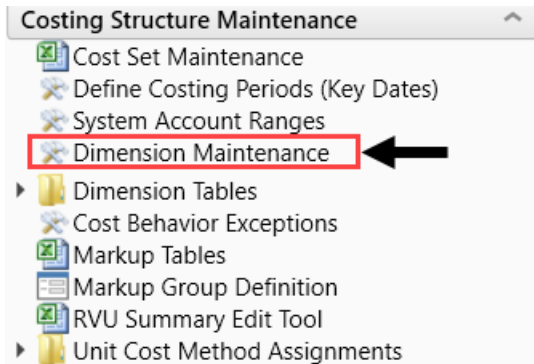 Costing Structure Maintenance
Cost Set Maintenance
Define Costing Periods (Key Dates)
System Account Ranges
Dimension Maintenance
Dimension Tables
Cost Behavior Exceptions
Markup Tables
Markup Group Definition
RVU Summary Edit Tool
Unit Cost Method Assignments